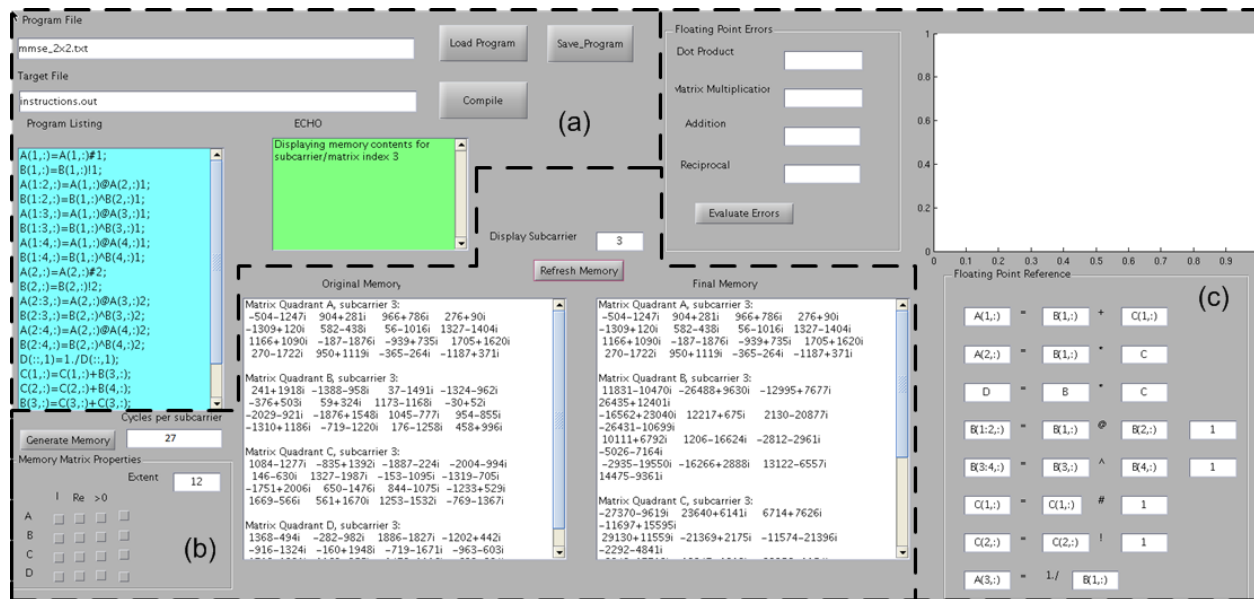 Program File
mmse_2x2.txt
Load Program
Save_Program
Target File
instructions.out
Compile
(a)
Program Listing
A(1,:)=A(1,:)#1;
B(1,:)=B(1,:)!1;
A(1:2,:)=A(1,:)@A(2,:)1;
B(1:2,:)=B(1,:)^B(2,:)1;
A(1:3,:)=A(1,:)@A(3,:)1;
B(1:3,:)=B(1,:)^B(3,:)1;
A(1:4,:)=A(1,:)@A(4,:)1;
B(1:4,:)=B(1,:)^B(4,:)1;
A(2,:)=A(2,:)#2;
B(2,:)=B(2,:)!2;
A(2:3,:)=A(2,:)@A(3,:)2;
B(2:3,:)=B(2,:)^B(3,:)2;
A(2:4,:)=A(2,:)@A(4,:)2;
B(2:4,:)=B(2,:)^B(4,:)2;
D(::,1)=1./D(::,1);
C(1,:)=C(1,:)+B(3,:);
C(2,:)=C(2,:)+B(4,:);
B(3,:)=C(3,:)+C(3,:);
ECHO
Displaying memory contents for
subcarrier/matrix index 3
Display Subcarrier 3
Refresh Memory
Cycles per subcarrier
Generate Memory 27
Memory Matrix Properties
Extent 12
I Re >0
A
B
C
D
(b)
Original Memory
Matrix Quadrant A, subcarrier 3:
-504-1247i 904+281i 966+786i 276+90i
-1309+120i 582-438i 56-1016i 1327-1404i
1166+1090i -187-1876i -939+735i 1705+1620i
270-1722i 950+1119i -365-264i -1187+371i
Matrix Quadrant B, subcarrier 3:
241+1918i -1388-958i 37-1491i -1324-962i
-376+503i 59+324i 1173-1168i -30+52i
-2029-921i -1876+1548i 1045-777i 954-855i
-1310+1186i -719-1220i 176-1258i 458+996i
Matrix Quadrant C, subcarrier 3:
1084-1277i -835+1392i -1887-224i -2004-994i
146-630i 1327-1987i -153-1095i -1319-705i
-1751+2006i 650-1476i 844-1075i -1233+529i
1669-566i 561+1670i 1253-1532i -769-1367i
Matrix Quadrant D, subcarrier 3:
1368-494i -282-982i 1886-1827i -1202+442i
-916-1324i -160+1948i -719-1671i -963-603i
Final Memory
Matrix Quadrant A, subcarrier 3:
-504-1247i 904+281i 966+786i 276+90i
-1309+120i 582-438i 56-1016i 1327-1404i
1166+1090i -187-1876i -939+735i 1705+1620i
270-1722i 950+1119i -365-264i -1187+371i
Matrix Quadrant B, subcarrier 3:
11831-10470i -26488+9630i -12995+7677i
26435+12401i
-16562+23040i 12217+675i 2130-20877i
-26431-10699i
10111+6792i 1206-16624i -2812-2961i
-5026-7164i
-2935-19550i -16266+2888i 13122-6557i
14475-9361i
Matrix Quadrant C, subcarrier 3:
-27370-9619i 23640+6141i 6714+7626i
-11697+15595i
29130+11559i -21369+2175i -11574-21396i
-2292-4841i
Floating Point Errors
Dot Product
Matrix Multiplication
Addition
Reciprocal
Evaluate Errors
1
0.8
0.6
0.4
0.2
0
0 0.1 0.2 0.3 0.4 0.5 0.6 0.7 0.8 0.9
Floating Point Reference
(c)
A(1,:) = B(1,:) + C(1,:)
A(2,:) = B(1,:) * C
D = B * C
B(1:2,:) = B(1,:) @ B(2,:) 1
B(3:4,:) = B(3,:) ^ B(4,:) 1
C(1,:) = C(1,:) # 1
C(2,:) = C(2,:) ! 1
A(3,:) = 1./ B(1,:)